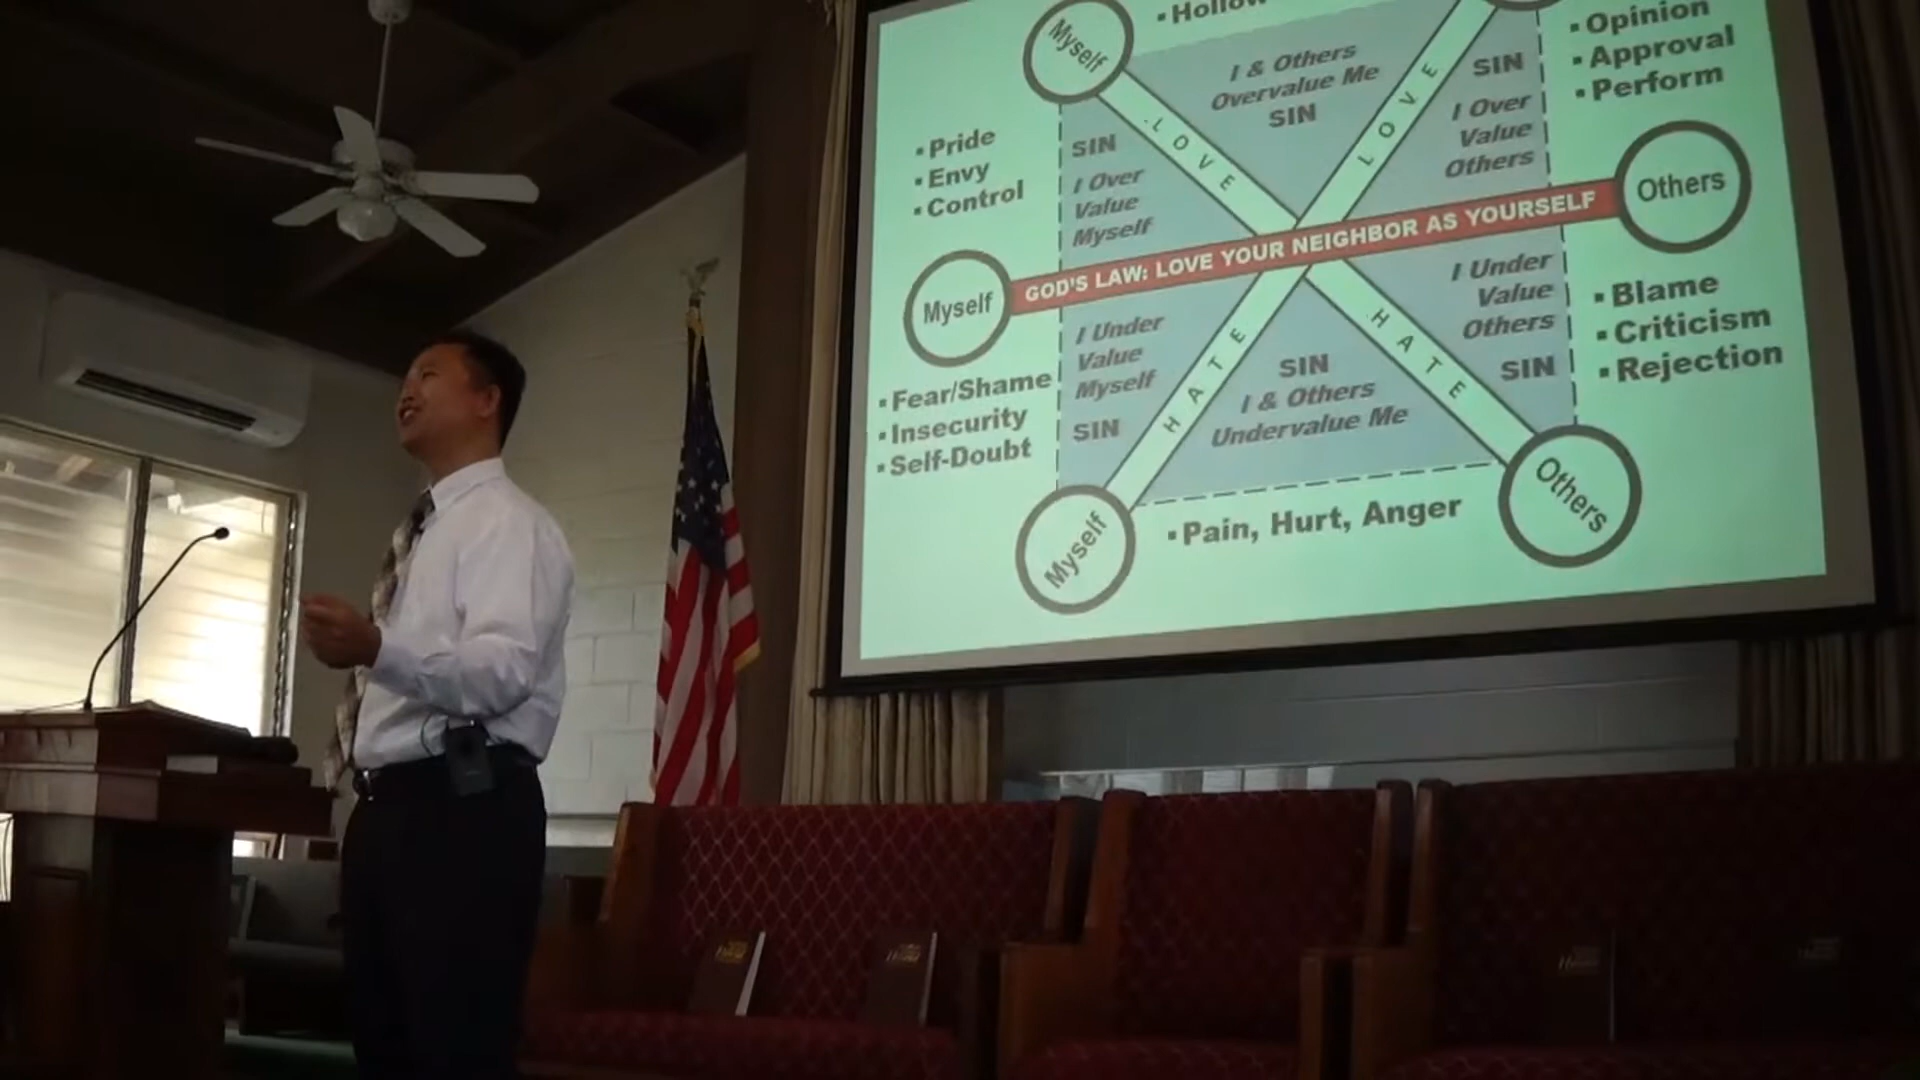 Myself
▪ Hollow
I & Others
Overvalue Me
SIN
LOVE
LOVE
▪ Opinion
▪ Approval
▪ Perform
SIN
I Over
Value
Others
▪ Pride
▪ Envy
▪ Control
SIN
I Over
Value
Myself
Myself
GOD'S LAW: LOVE YOUR NEIGHBOR AS YOURSELF
Others
▪ Fear/Shame
▪ Insecurity
▪ Self-Doubt
I Under
Value
Myself
SIN
HATE
SIN
I & Others
Undervalue Me
HATE
I Under
Value
Others
SIN
▪ Blame
▪ Criticism
▪ Rejection
Myself
▪ Pain, Hurt, Anger
Others